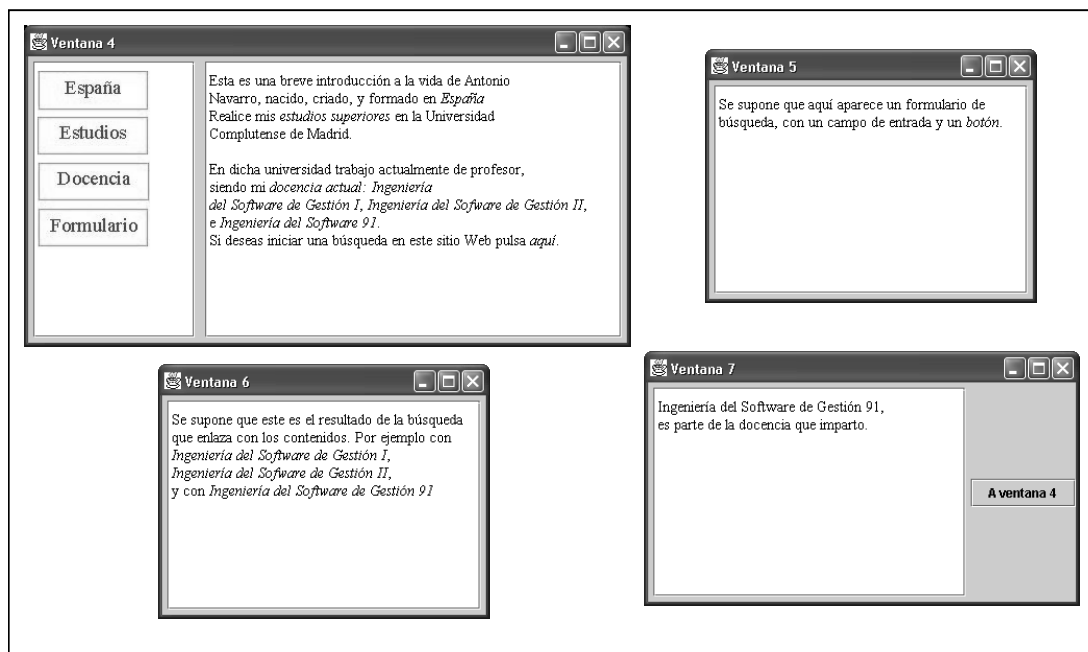 Ventana 4
España
Estudios
Docencia
Formulario
Esta es una breve introducción a la vida de Antonio
Navarro, nacido, criado, y formado en España
Realice mis estudios superiores en la Universidad
Complutense de Madrid.
En dicha universidad trabajo actualmente de profesor,
siendo mi docencia actual: Ingeniería
del Software de Gestión I, Ingeniería del Sofware de Gestión II,
e Ingeniería del Software 91.
Si deseas iniciar una búsqueda en este sitio Web pulsa aquí.
Ventana 5
Se supone que aquí aparece un formulario de
búsqueda, con un campo de entrada y un botón.
Ventana 6
Se supone que este es el resultado de la búsqueda
que enlaza con los contenidos. Por ejemplo con
Ingeniería del Software de Gestión I,
Ingeniería del Sofware de Gestión II,
y con Ingeniería del Software de Gestión 91
Ventana 7
Ingeniería del Software de Gestión 91,
es parte de la docencia que imparto.
A ventana 4